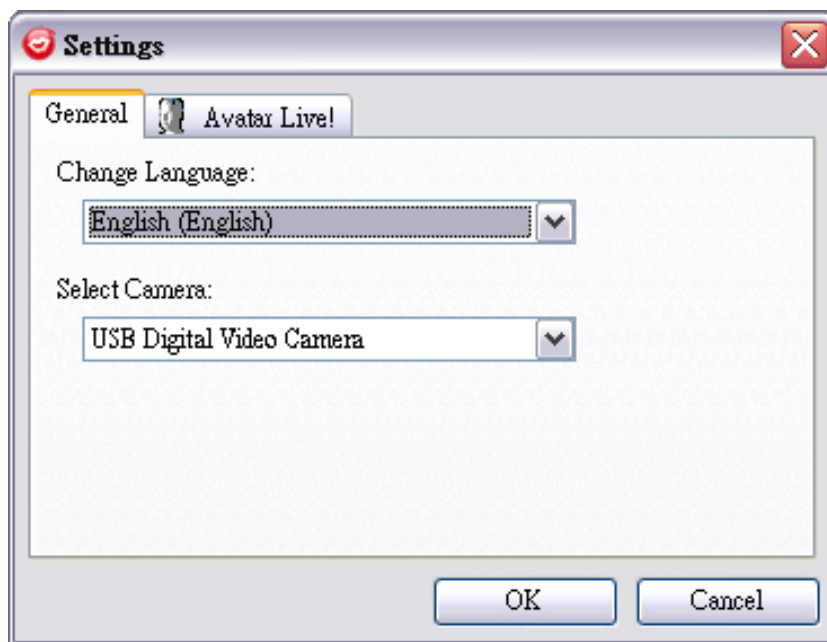 Settings
General
Avatar Live!
Change Language:
English (English)
Select Camera:
USB Digital Video Camera
OK
Cancel